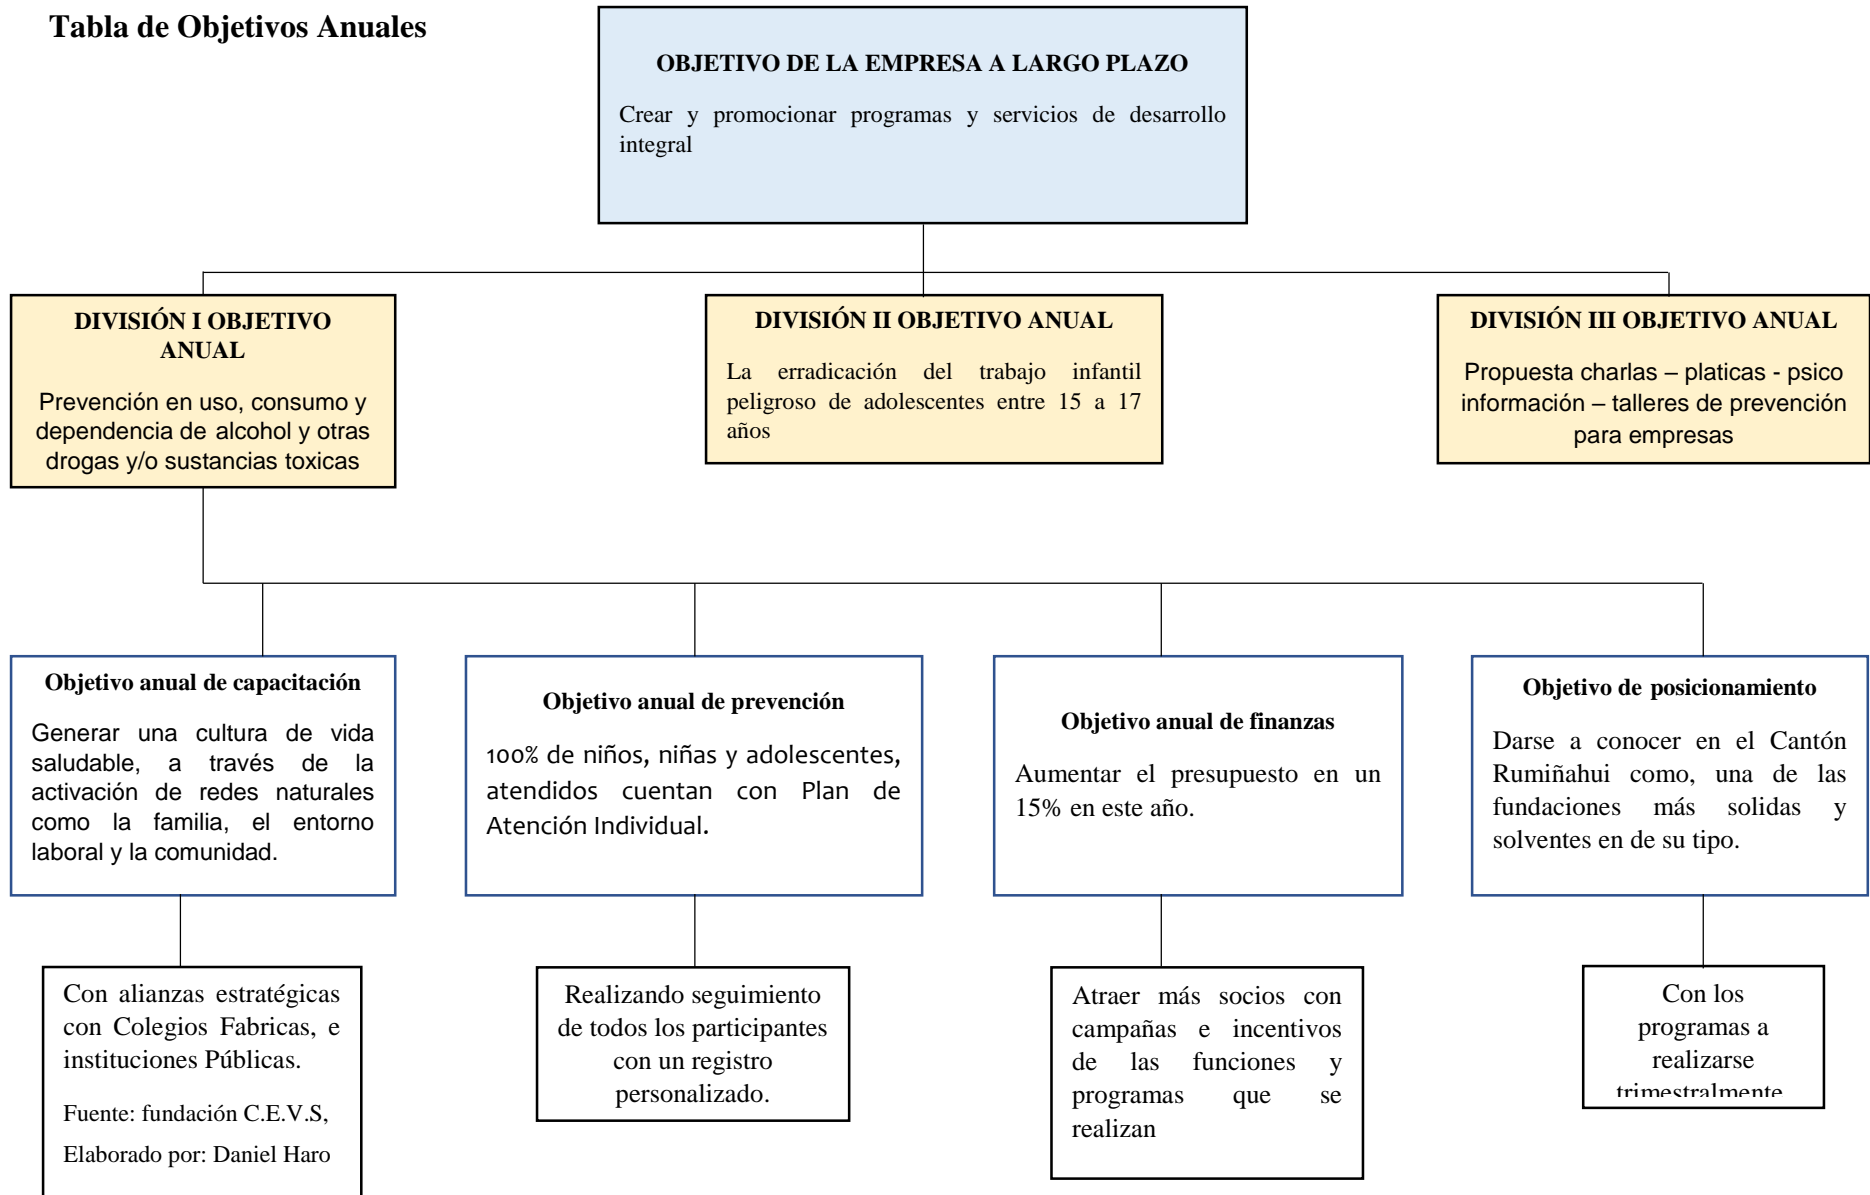 Tabla de Objetivos Anuales
OBJETIVO DE LA EMPRESA A LARGO PLAZO
Crear y promocionar programas y servicios de desarrollo
integral
DIVISIÓN I OBJETIVO
ANUAL
Prevención en uso, consumo y
dependencia de alcohol y otras
drogas y/o sustancias toxicas
DIVISIÓN II OBJETIVO ANUAL
La erradicación del trabajo infantil
peligroso de adolescentes entre 15 a 17
años
DIVISIÓN III OBJETIVO ANUAL
Propuesta charlas – platicas - psico
información – talleres de prevención
para empresas
Objetivo anual de capacitación
Generar una cultura de vida
saludable, a través de la
activación de redes naturales
como la familia, el entorno
laboral y la comunidad.
Objetivo anual de prevención
100% de niños, niñas y adolescentes,
atendidos cuentan con Plan de
Atención Individual.
Objetivo anual de finanzas
Aumentar el presupuesto en un
15% en este año.
Objetivo de posicionamiento
Darse a conocer en el Cantón
Rumiñahui como, una de las
fundaciones más solidas y
solventes en de su tipo.
Con alianzas estratégicas
con Colegios Fabricas, e
instituciones Públicas.
Fuente: fundación C.E.V.S,
Elaborado por: Daniel Haro
Realizando seguimiento
de todos los participantes
con un registro
personalizado.
Atraer más socios con
campañas e incentivos
de las funciones y
programas que se
realizan
Con los
programas a
realizarse
trimestralmente